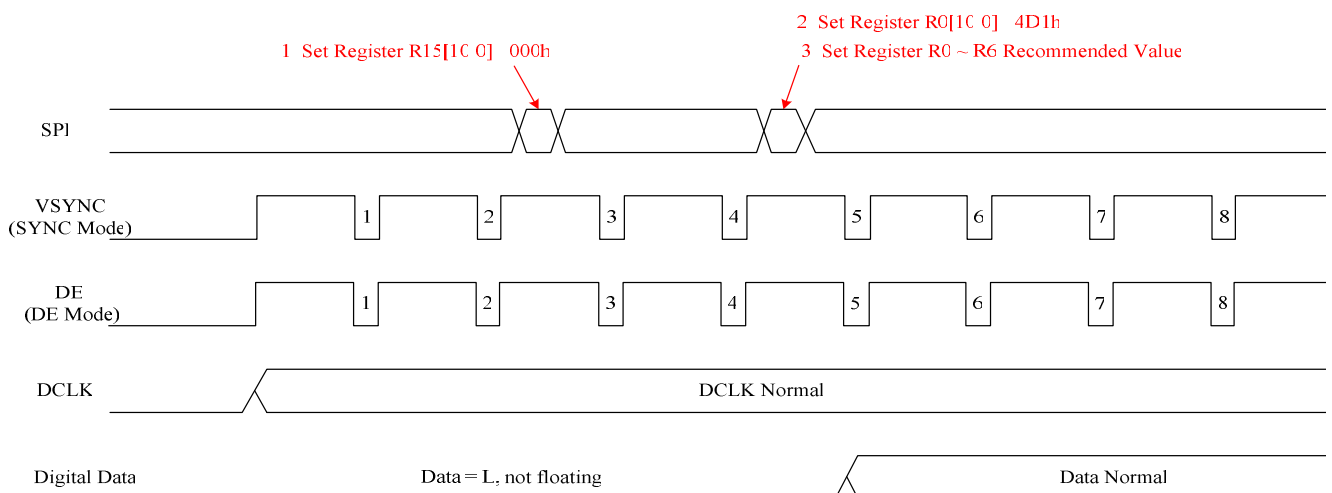 2 Set Register R0[10 0] 4D1h
1 Set Register R15[10 0] 000h
3 Set Register R0 ~ R6 Recommended Value
SPI
VSYNC
(SYNC Mode)
1 2 3 4 5 6 7 8
DE
(DE Mode)
1 2 3 4 5 6 7 8
DCLK
DCLK Normal
Digital Data
Data = L, not floating
Data Normal